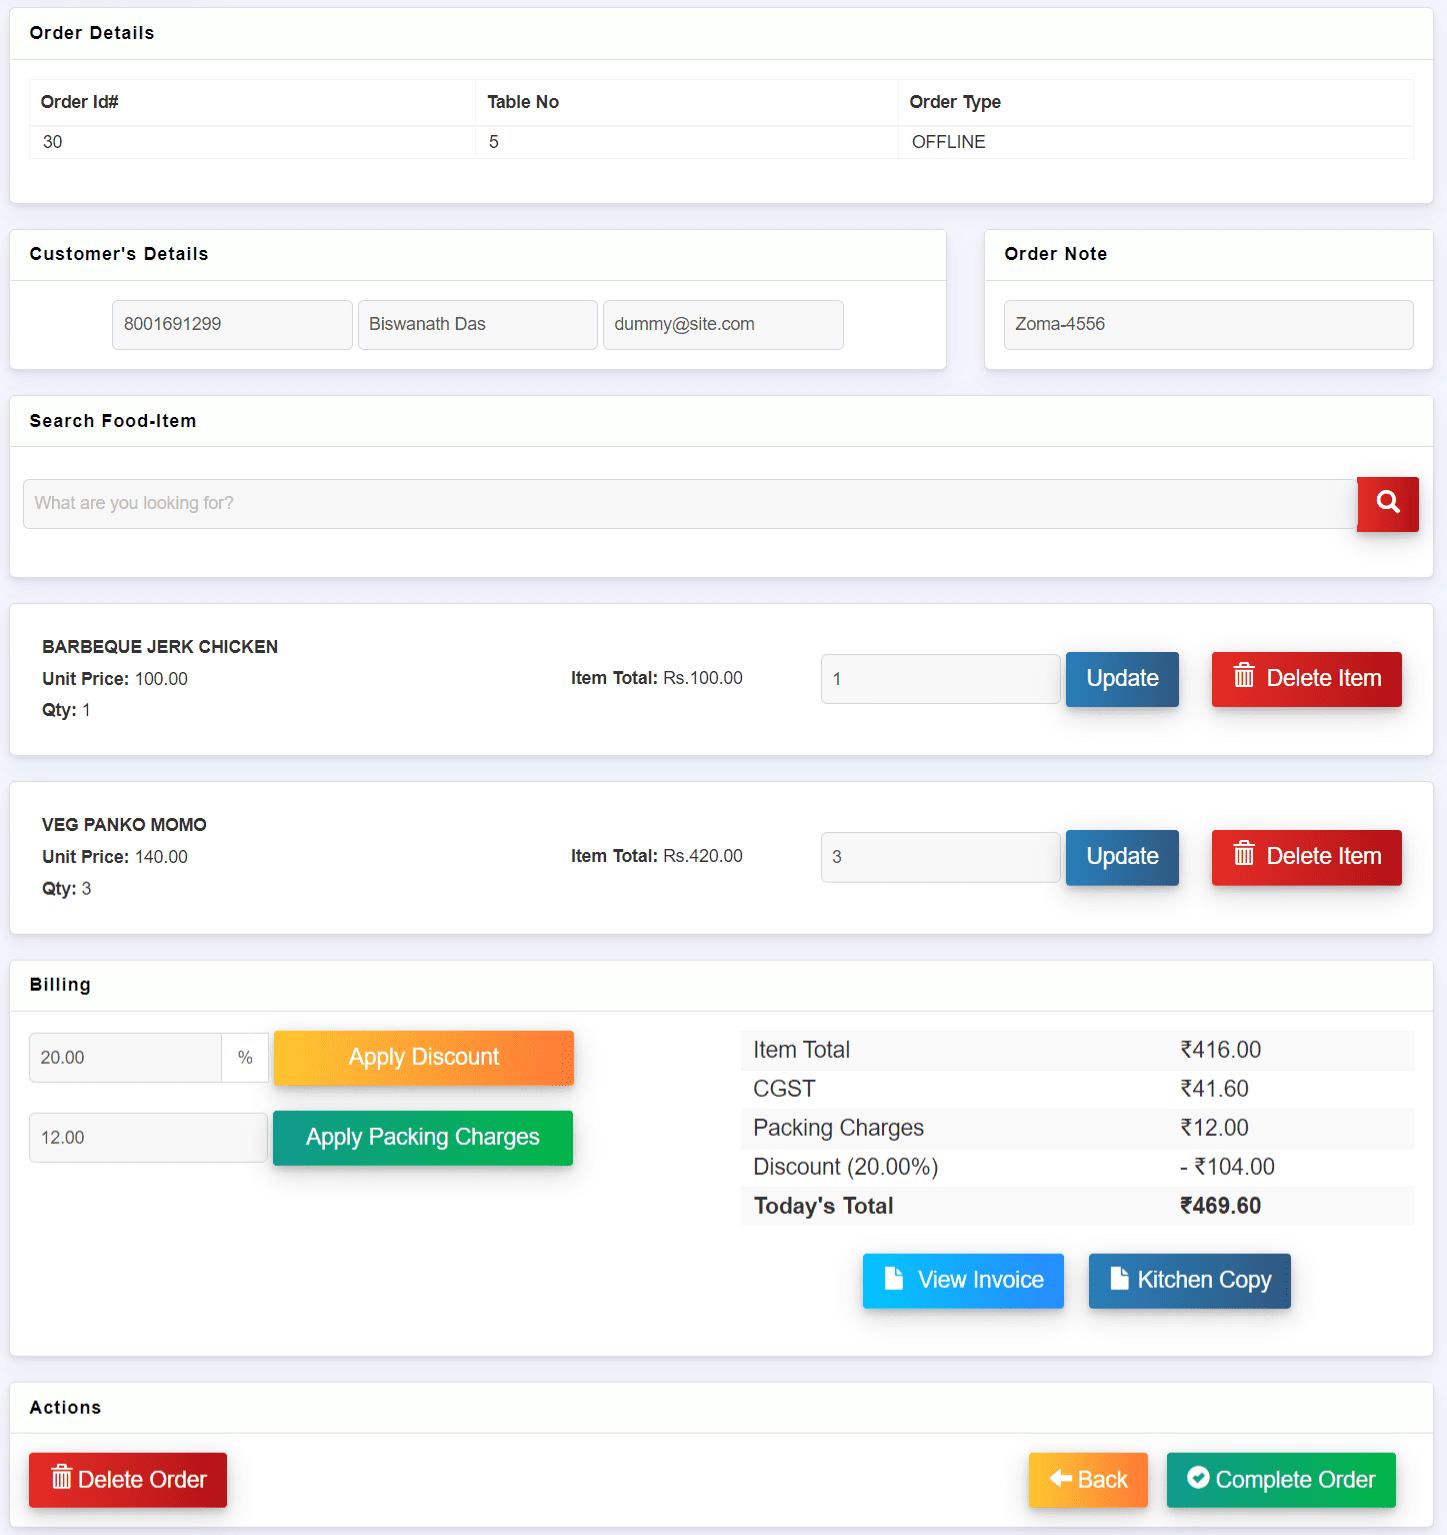 Order Details
Order Id# Table No Order Type
30 5 OFFLINE
Customer's Details
8001691299 Biswanath Das dummy@site.com
Order Note
Zoma-4556
Search Food-Item
What are you looking for?
BARBEQUE JERK CHICKEN
Unit Price: 100.00
Qty: 1
Item Total: Rs.100.00
1 Update Delete Item
VEG PANKO MOMO
Unit Price: 140.00
Qty: 3
Item Total: Rs.420.00
3 Update Delete Item
Billing
20.00 % Apply Discount
12.00 Apply Packing Charges
Item Total ₹416.00
CGST ₹41.60
Packing Charges ₹12.00
Discount (20.00%) - ₹104.00
Today's Total ₹469.60
View Invoice Kitchen Copy
Actions
Delete Order Back Complete Order